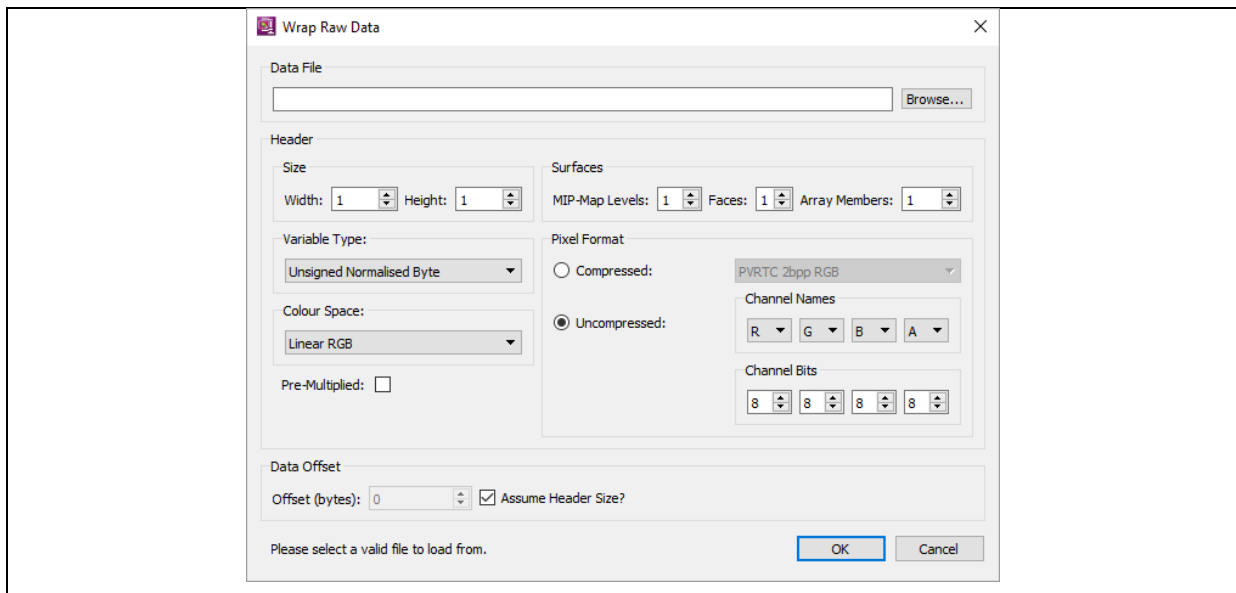 Wrap Raw Data
Data File
Browse...
Header
Size
Width: 1 Height: 1
Surfaces
MIP-Map Levels: 1 Faces: 1 Array Members: 1
Variable Type:
Unsigned Normalised Byte
Colour Space:
Linear RGB
Pre-Multiplied:
Pixel Format
Compressed: PVRTC 2bpp RGB
Uncompressed:
Channel Names
R G B A
Channel Bits
8 8 8 8
Data Offset
Offset (bytes): 0 Assume Header Size?
Please select a valid file to load from.
OK Cancel